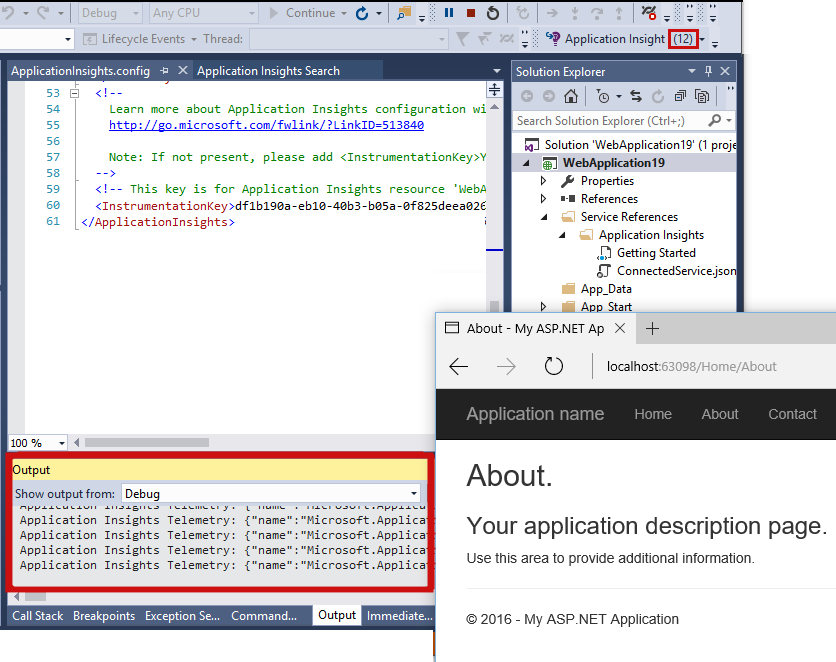 Debug
Any CPU
Continue
Lifecycle Events
Thread:
Application Insight
(12)
ApplicationInsights.config
Application Insights Search
53 <!--
54 Learn more about Application Insights configuration wi
55 http://go.microsoft.com/fwlink/?LinkID=513840
56
57 Note: If not present, please add <InstrumentationKey>Y
58 -->
59 <!-- This key is for Application Insights resource 'WebA
60 <InstrumentationKey>df1b190a-eb10-40b3-b05a-0f825deea026
61 </ApplicationInsights>
100 %
Output
Show output from: Debug
Application Insights Telemetry: {"name":"Microsoft.Applicat
Application Insights Telemetry: {"name":"Microsoft.Applicat
Application Insights Telemetry: {"name":"Microsoft.Applicat
Application Insights Telemetry: {"name":"Microsoft.Applicat
Application Insights Telemetry: {"name":"Microsoft.Applicat
Call Stack
Breakpoints
Exception Se...
Command...
Output
Immediate...
Solution Explorer
Search Solution Explorer (Ctrl+;)
Solution 'WebApplication19' (1 proje
WebApplication19
Properties
References
Service References
Application Insights
Getting Started
ConnectedService.json
App_Data
App_Start
About - My ASP.NET Ap
localhost:63098/Home/About
Application name
Home
About
Contact
About.
Your application description page.
Use this area to provide additional information.
© 2016 - My ASP.NET Application